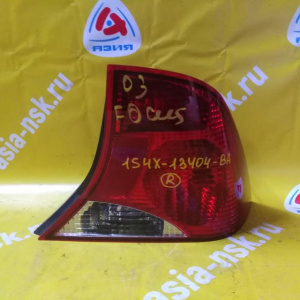 АЗИЯ
03
FOCUS
1S4X-13404-BA
R
asia-nsk.ru
asia-nsk.ru
asia-nsk.ru